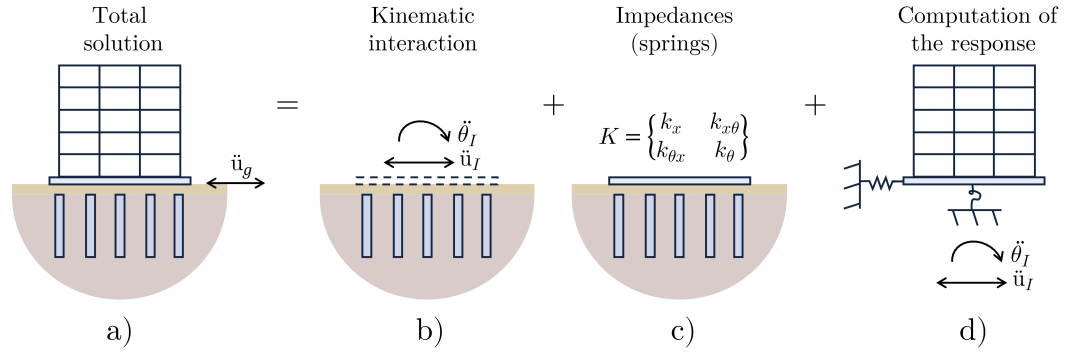 Total
solution
Kinematic
interaction
Impedances
(springs)
Computation of
the response
=
+
+
ü_g
θ̈_I
ü_I
K = {k_x k_xθ
k_θx k_θ}
θ̈_I
ü_I
a)
b)
c)
d)